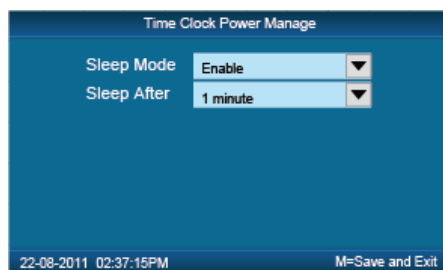 Time Clock Power Manage
Sleep Mode Enable
Sleep After 1 minute
22-08-2011 02:37:15PM M=Save and Exit